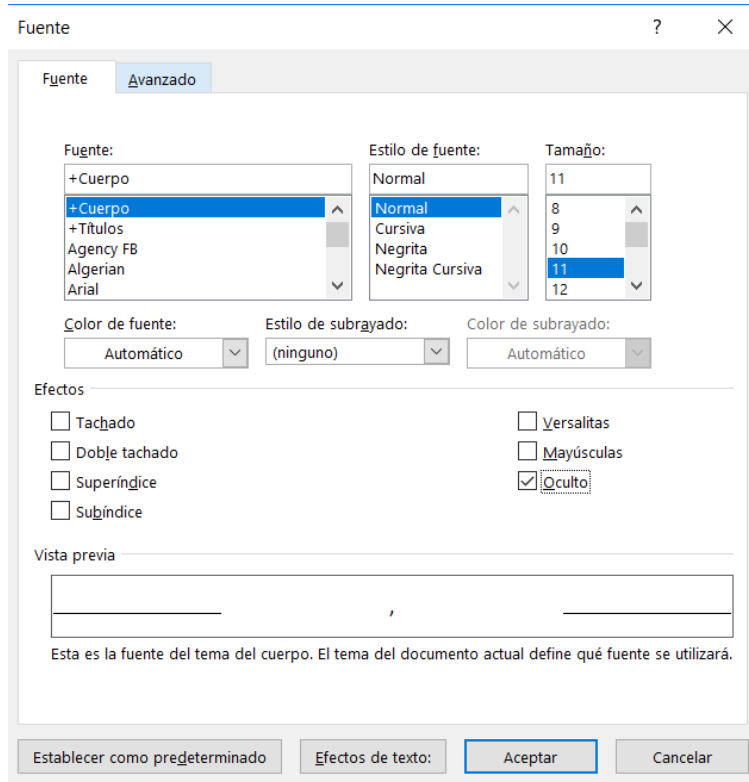 Fuente ?
Fuente Avanzado
Fuente: Estilo de fuente: Tamaño:
+Cuerpo Normal 11
+Cuerpo Normal 8
+Títulos Cursiva 9
Agency FB Negrita 10
Algerian Negrita Cursiva 11
Arial 12
Color de fuente: Estilo de subrayado: Color de subrayado:
Automático (ninguno) Automático
Efectos
Tachado Versalitas
Doble tachado Mayúsculas
Superíndice Oculto
Subíndice
Vista previa
,
Esta es la fuente del tema del cuerpo. El tema del documento actual define qué fuente se utilizará.
Establecer como predeterminado Efectos de texto: Aceptar Cancelar